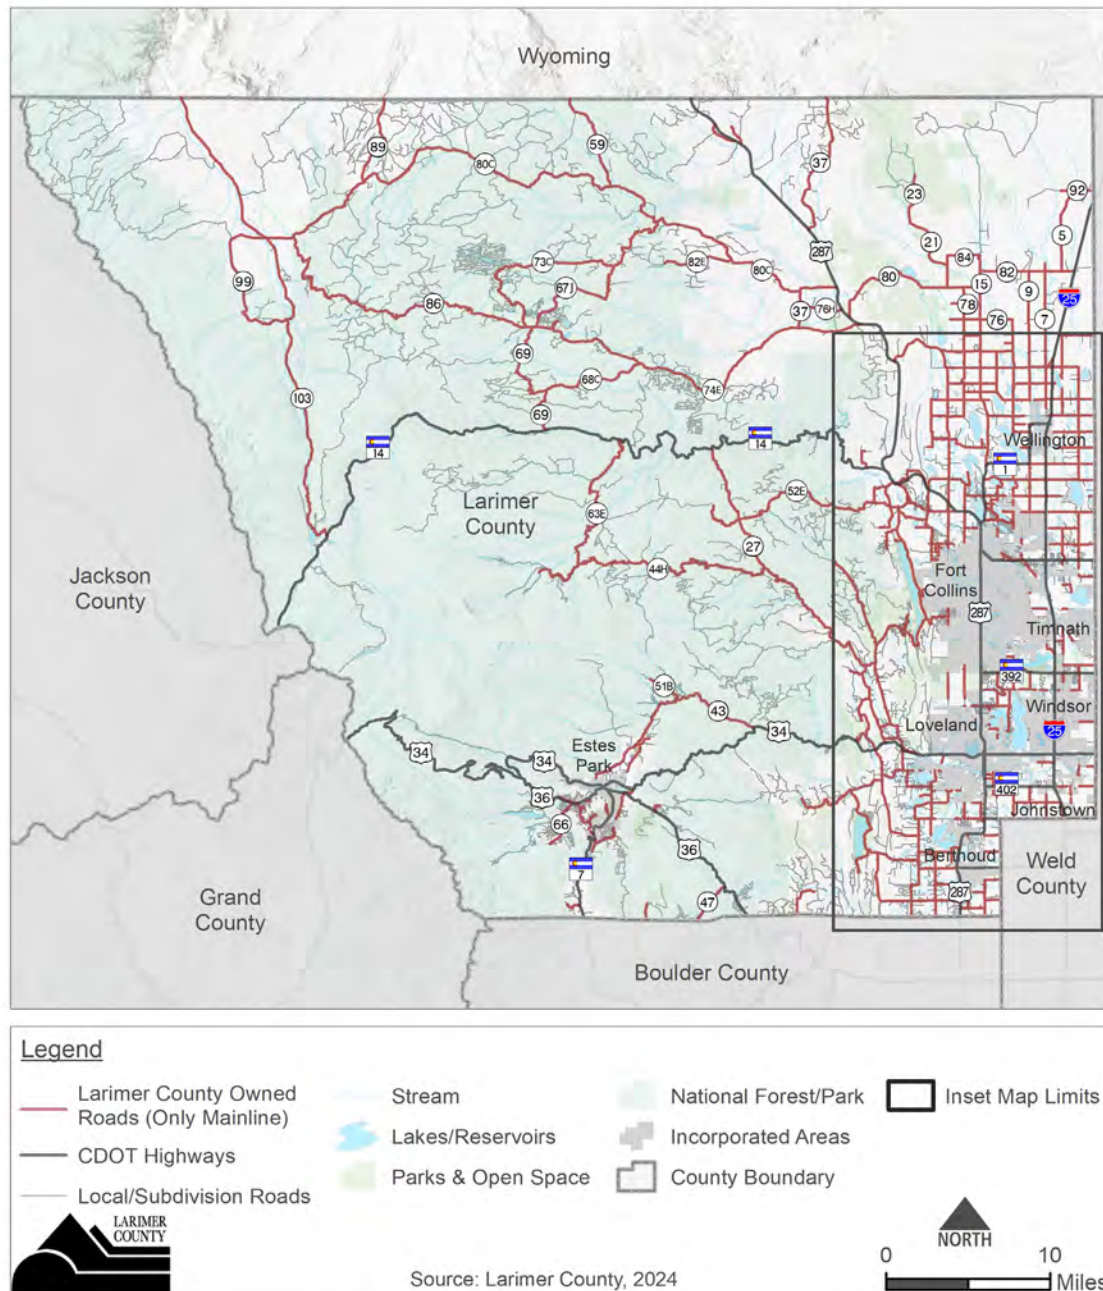 Wyoming
89
59
80C
37
23
92
5
21
287
84
73C
82E
80C
80
82
15
9
99
67J
25
86
37
76H
78
76
7
69
68C
74E
103
69
14
14
Wellington
1
52E
Larimer
County
63E
27
44H
Jackson
County
Fort
Collins
287
Timnath
392
51B
43
Windsor
Loveland
34
25
Estes
Park
34
34
36
402
Johnstown
66
36
Berthoud
Weld
County
7
Grand
County
47
287
Boulder County
Legend
Larimer County Owned
Roads (Only Mainline)
CDOT Highways
Local/Subdivision Roads
Stream
Lakes/Reservoirs
Parks & Open Space
National Forest/Park
Incorporated Areas
County Boundary
Inset Map Limits
LARIMER
COUNTY
Source: Larimer County, 2024
NORTH
0 10
Miles